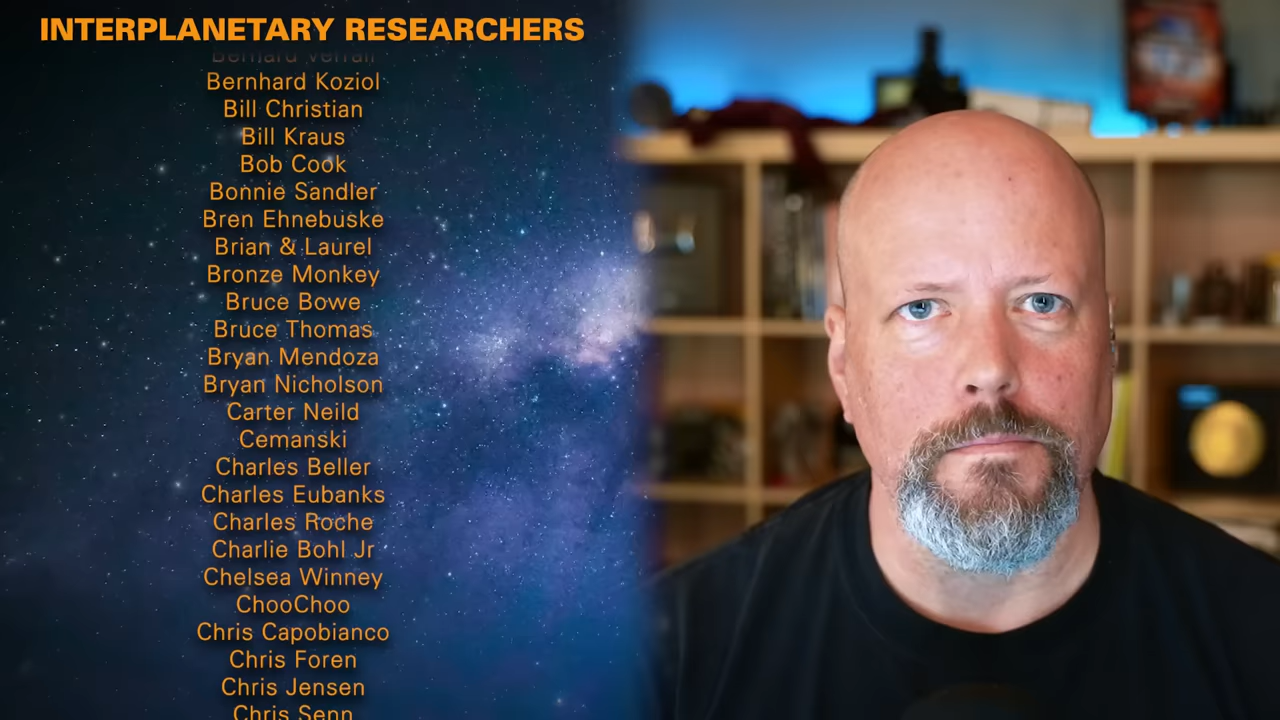 INTERPLANETARY RESEARCHERS
Bernard Verrall
Bernhard Koziol
Bill Christian
Bill Kraus
Bob Cook
Bonnie Sandler
Bren Ehnebuske
Brian & Laurel
Bronze Monkey
Bruce Bowe
Bruce Thomas
Bryan Mendoza
Bryan Nicholson
Carter Neild
Cemanski
Charles Beller
Charles Eubanks
Charles Roche
Charlie Bohl Jr
Chelsea Winney
ChooChoo
Chris Capobianco
Chris Foren
Chris Jensen
Chris Senn